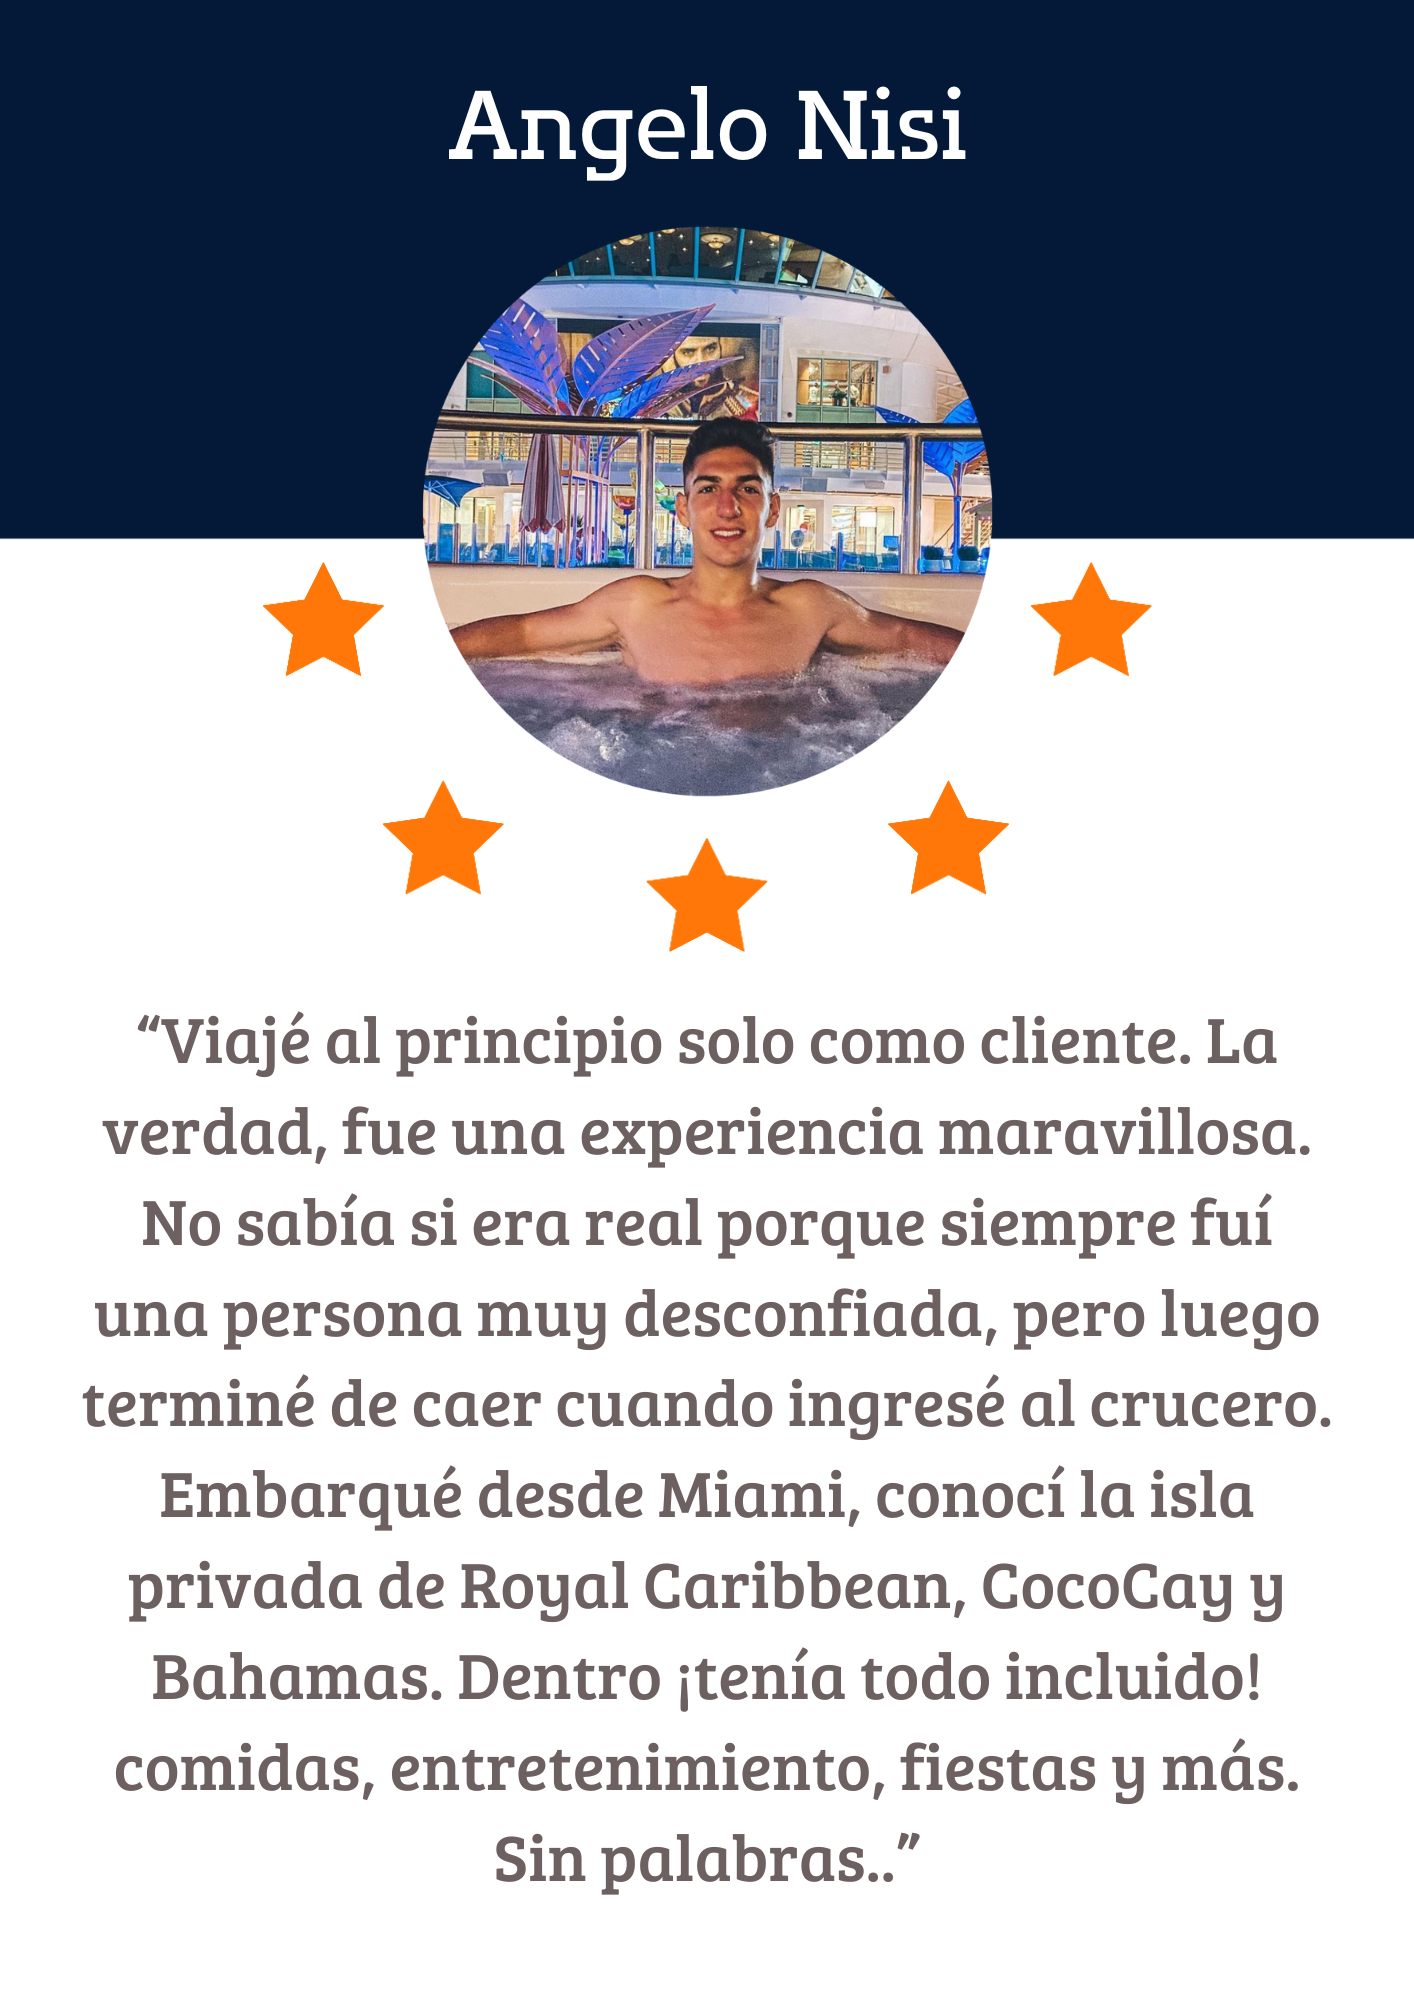 Angelo Nisi
“Viajé al principio solo como cliente. La
verdad, fue una experiencia maravillosa.
No sabía si era real porque siempre fuí
una persona muy desconfiada, pero luego
terminé de caer cuando ingresé al crucero.
Embarqué desde Miami, conocí la isla
privada de Royal Caribbean, CocoCay y
Bahamas. Dentro ¡tenía todo incluido!
comidas, entretenimiento, fiestas y más.
Sin palabras..”